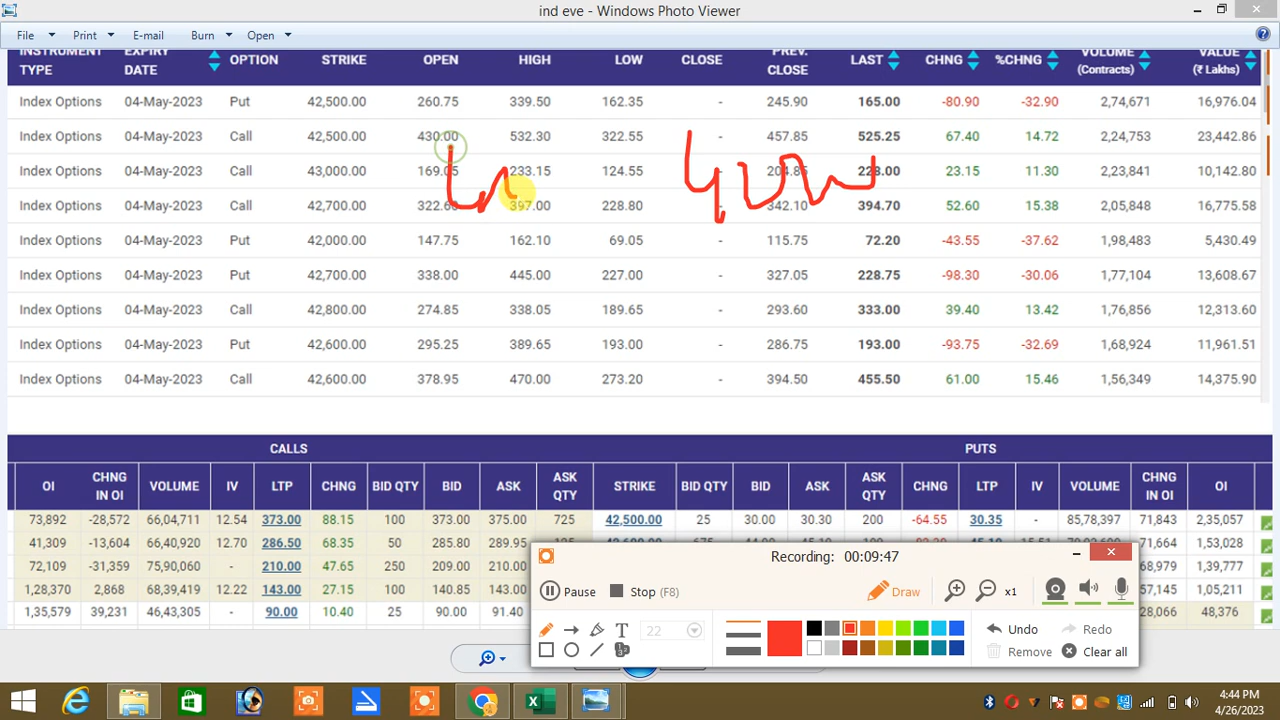 ind eve - Windows Photo Viewer
File Print E-mail Burn Open
INSTRUMENT TYPE EXPIRY DATE OPTION STRIKE OPEN HIGH LOW CLOSE PREV. CLOSE LAST CHNG %CHNG VOLUME (Contracts) VALUE (₹ Lakhs)
Index Options 04-May-2023 Put 42,500.00 260.75 339.50 162.35 - 245.90 165.00 -80.90 -32.90 2,74,671 16,976.04
Index Options 04-May-2023 Call 42,500.00 430.00 532.30 322.55 - 457.85 525.25 67.40 14.72 2,24,753 23,442.86
Index Options 04-May-2023 Call 43,000.00 169.05 233.15 124.55 - 204.85 228.00 23.15 11.30 2,23,841 10,142.80
Index Options 04-May-2023 Call 42,700.00 322.60 397.00 228.80 - 342.10 394.70 52.60 15.38 2,05,848 16,775.58
Index Options 04-May-2023 Put 42,000.00 147.75 162.10 69.05 - 115.75 72.20 -43.55 -37.62 1,98,483 5,430.49
Index Options 04-May-2023 Put 42,700.00 338.00 445.00 227.00 - 327.05 228.75 -98.30 -30.06 1,77,104 13,608.67
Index Options 04-May-2023 Call 42,800.00 274.85 338.05 189.65 - 293.60 333.00 39.40 13.42 1,76,856 12,313.60
Index Options 04-May-2023 Put 42,600.00 295.25 389.65 193.00 - 286.75 193.00 -93.75 -32.69 1,68,924 11,961.51
Index Options 04-May-2023 Call 42,600.00 378.95 470.00 273.20 - 394.50 455.50 61.00 15.46 1,56,349 14,375.90
CALLS PUTS
OI CHNG IN OI VOLUME IV LTP CHNG BID QTY BID ASK ASK QTY STRIKE BID QTY BID ASK ASK QTY CHNG LTP IV VOLUME CHNG IN OI OI
73,892 -28,572 66,04,711 12.54 373.00 88.15 100 373.00 375.00 725 42,500.00 25 30.00 30.30 200 -64.55 30.35 - 85,78,397 71,843 2,35,057
41,309 -13,604 66,40,920 12.70 286.50 68.35 50 285.80 289.95 71,664 1,53,028
72,109 -31,359 75,90,060 - 210.00 47.65 250 209.00 210.00 68,979 1,39,777
1,28,370 2,868 68,39,419 12.22 143.00 27.15 100 140.85 143.00 57,145 1,05,211
1,35,579 39,231 46,43,305 - 90.00 10.40 25 90.00 91.40 28,066 48,376
Recording: 00:09:47
Pause Stop (F8) Draw x1
T 22 Undo Redo
Remove Clear all
4:44 PM
4/26/2023